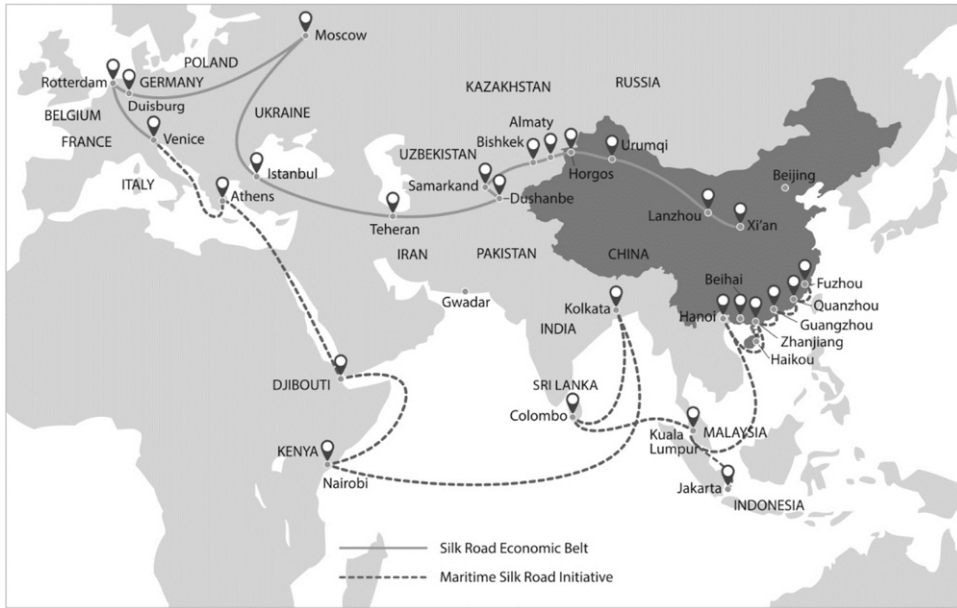 Moscow
POLAND
Rotterdam
GERMANY
Duisburg
BELGIUM
FRANCE
Venice
ITALY
Athens
UKRAINE
Istanbul
KAZAKHSTAN
RUSSIA
Almaty
Bishkek
UZBEKISTAN
Samarkand
Dushanbe
Horgos
Urumqi
Beijing
Lanzhou
Xi'an
Teheran
IRAN
PAKISTAN
CHINA
Gwadar
Kolkata
INDIA
Beihai
Hanoi
Fuzhou
Quanzhou
Guangzhou
Zhanjiang
Haikou
DJIBOUTI
SRI LANKA
Colombo
KENYA
Nairobi
Kuala
Lumpur
MALAYSIA
Jakarta
INDONESIA
Silk Road Economic Belt
Maritime Silk Road Initiative